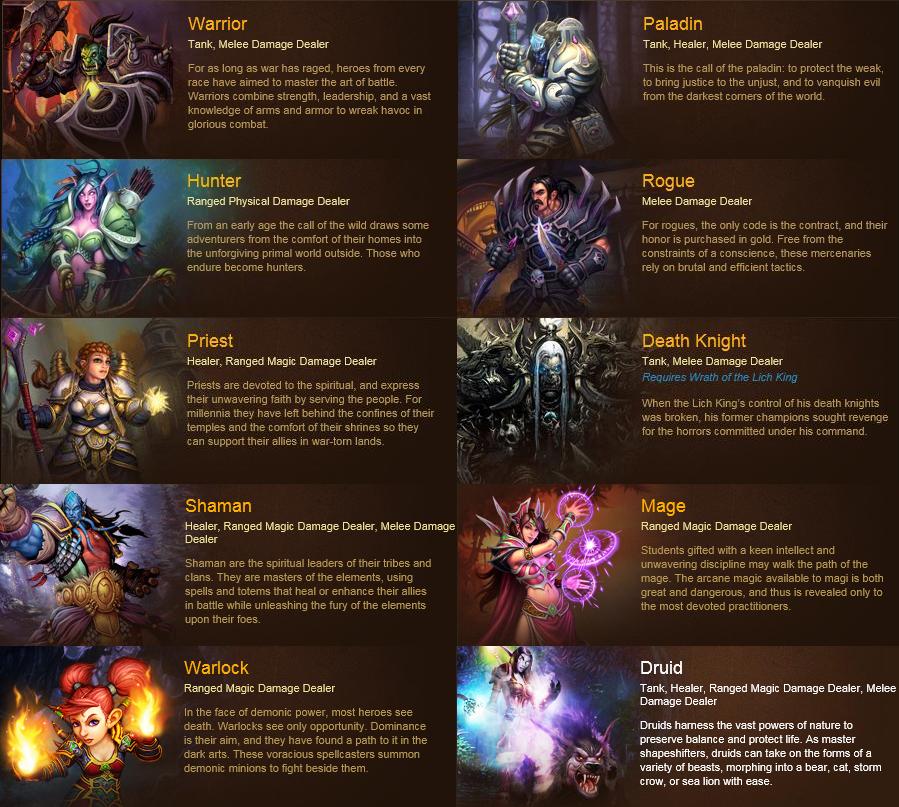 Warrior
Tank, Melee Damage Dealer
For as long as war has raged, heroes from every
race have aimed to master the art of battle.
Warriors combine strength, leadership, and a vast
knowledge of arms and armor to wreak havoc in
glorious combat.
Paladin
Tank, Healer, Melee Damage Dealer
This is the call of the paladin: to protect the weak,
to bring justice to the unjust, and to vanquish evil
from the darkest corners of the world.
Hunter
Ranged Physical Damage Dealer
From an early age the call of the wild draws some
adventurers from the comfort of their homes into
the unforgiving primal world outside. Those who
endure become hunters.
Rogue
Melee Damage Dealer
For rogues, the only code is the contract, and their
honor is purchased in gold. Free from the
constraints of a conscience, these mercenaries
rely on brutal and efficient tactics.
Priest
Healer, Ranged Magic Damage Dealer
Priests are devoted to the spiritual, and express
their unwavering faith by serving the people. For
millennia they have left behind the confines of their
temples and the comfort of their shrines so they
can support their allies in war-torn lands.
Death Knight
Tank, Melee Damage Dealer
Requires Wrath of the Lich King
When the Lich King's control of his death knights
was broken, his former champions sought revenge
for the horrors committed under his command.
Shaman
Healer, Ranged Magic Damage Dealer, Melee Damage
Dealer
Shaman are the spiritual leaders of their tribes and
clans. They are masters of the elements, using
spells and totems that heal or enhance their allies
in battle while unleashing the fury of the elements
upon their foes.
Mage
Ranged Magic Damage Dealer
Students gifted with a keen intellect and
unwavering discipline may walk the path of the
mage. The arcane magic available to magi is both
great and dangerous, and thus is revealed only to
the most devoted practitioners.
Warlock
Ranged Magic Damage Dealer
In the face of demonic power, most heroes see
death. Warlocks see only opportunity. Dominance
is their aim, and they have found a path to it in the
dark arts. These voracious spellcasters summon
demonic minions to fight beside them.
Druid
Tank, Healer, Ranged Magic Damage Dealer, Melee
Damage Dealer
Druids harness the vast powers of nature to
preserve balance and protect life. As master
shapeshifters, druids can take on the forms of a
variety of beasts, morphing into a bear, cat, storm
crow, or sea lion with ease.